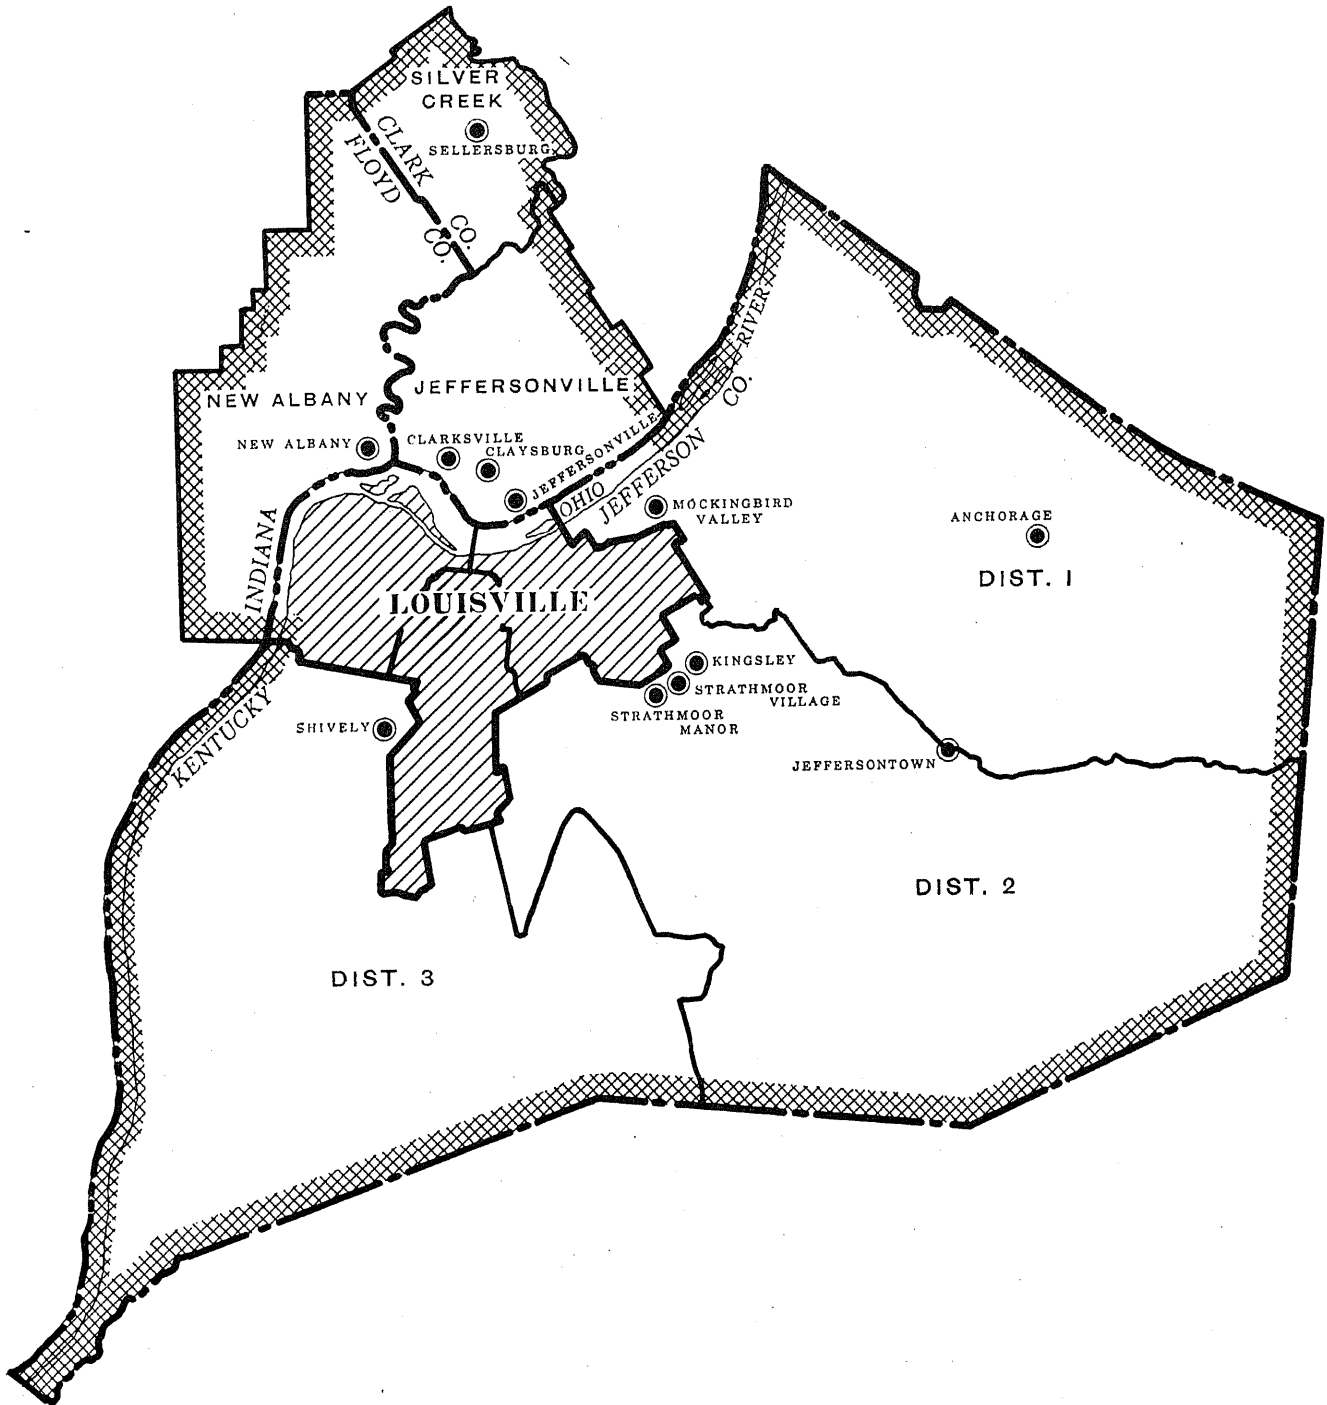 SILVER
CREEK
SELLERSBURG
CLARK CO.
FLOYD CO.
RIVER
NEW ALBANY
JEFFERSONVILLE
NEW ALBANY
CLARKSVILLE
CLAYSBURG
JEFFERSONVILLE
OHIO
JEFFERSON CO.
MOCKINGBIRD
VALLEY
ANCHORAGE
DIST. 1
INDIANA
LOUISVILLE
KINGSLEY
STRATHMOOR
VILLAGE
STRATHMOOR
MANOR
SHIVELY
KENTUCKY
JEFFERSONTOWN
DIST. 2
DIST. 3